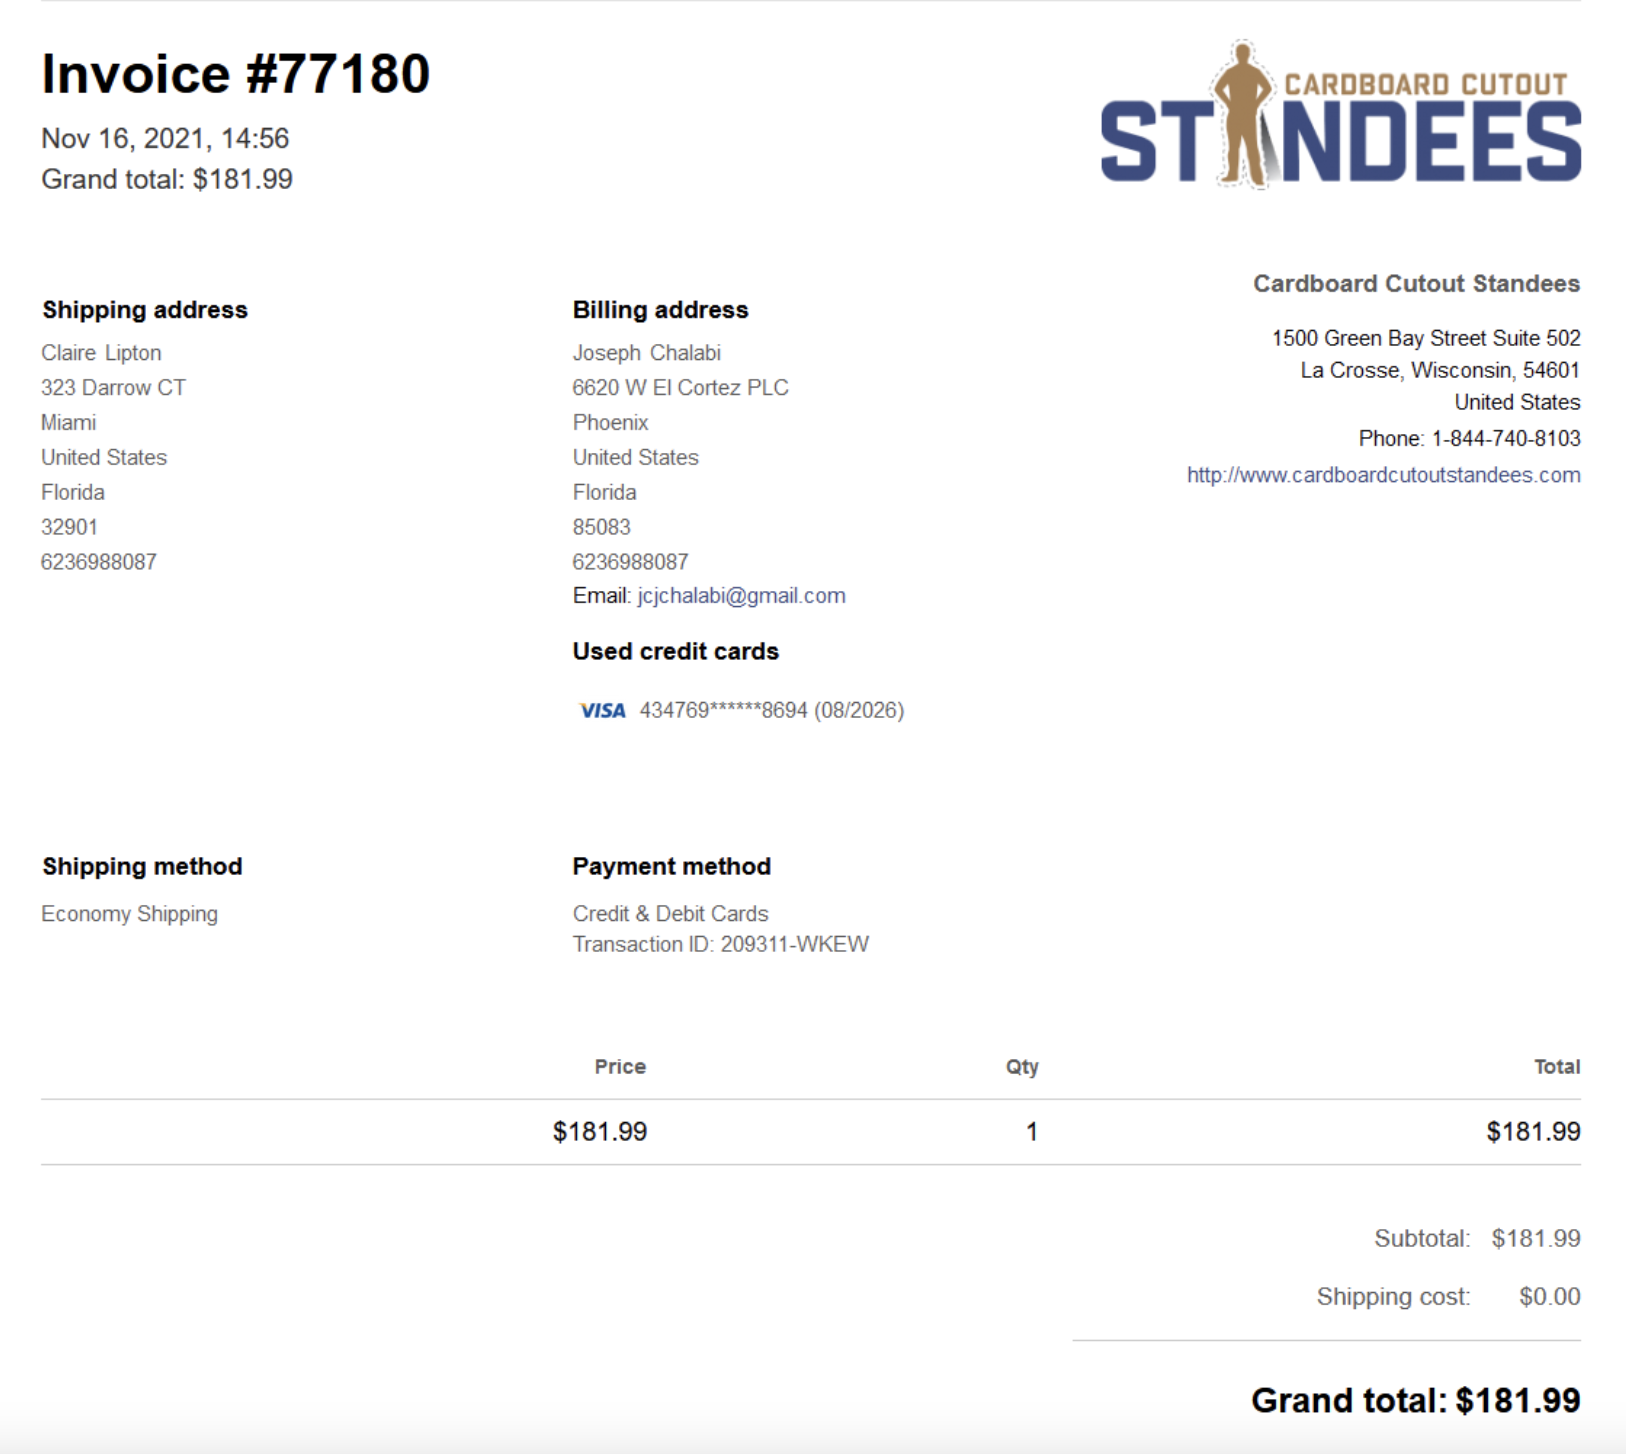 Invoice #77180
Nov 16, 2021, 14:56
Grand total: $181.99
CARDBOARD CUTOUT
STANDEES
Cardboard Cutout Standees
1500 Green Bay Street Suite 502
La Crosse, Wisconsin, 54601
United States
Phone: 1-844-740-8103
http://www.cardboardcutoutstandees.com
Shipping address
Claire Lipton
323 Darrow CT
Miami
United States
Florida
32901
6236988087
Billing address
Joseph Chalabi
6620 W El Cortez PLC
Phoenix
United States
Florida
85083
6236988087
Email: jcjchalabi@gmail.com
Used credit cards
VISA 434769******8694 (08/2026)
Shipping method
Economy Shipping
Payment method
Credit & Debit Cards
Transaction ID: 209311-WKEW
Price Qty Total
$181.99 1 $181.99
Subtotal: $181.99
Shipping cost: $0.00
Grand total: $181.99